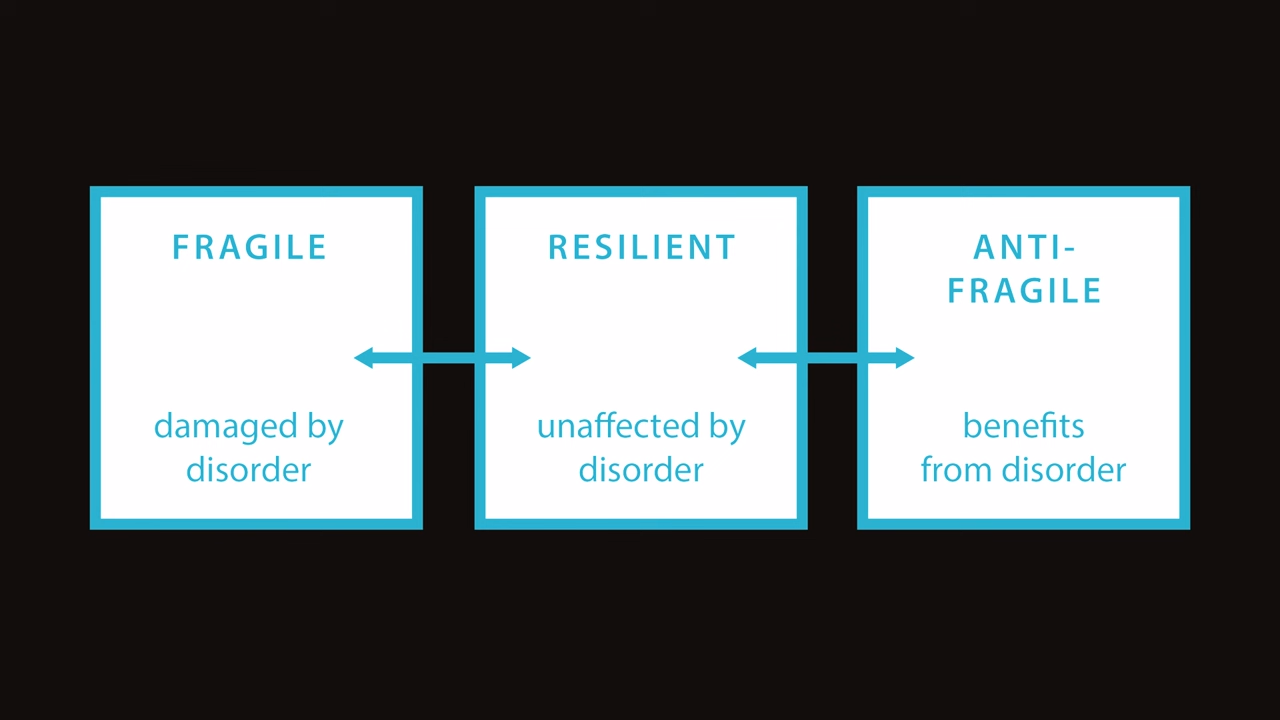 FRAGILE
damaged by
disorder
RESILIENT
unaffected by
disorder
ANTI-
FRAGILE
benefits
from disorder